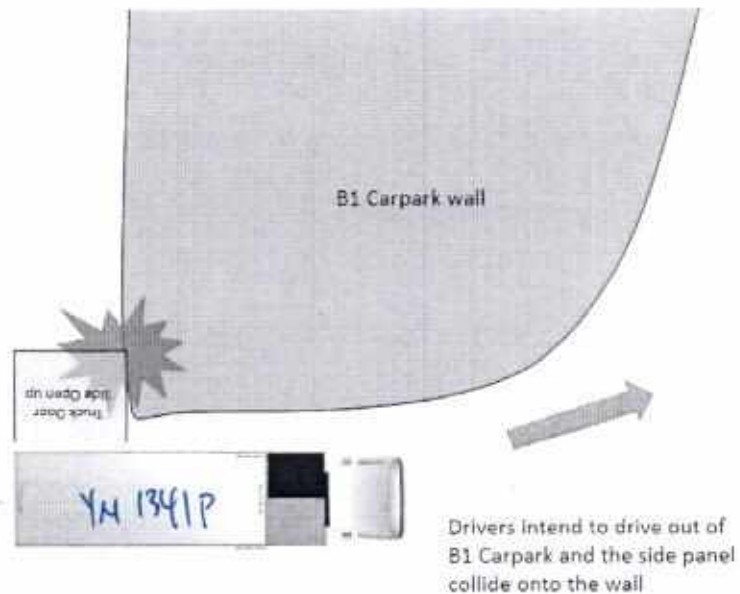 B1 Carpark wall
Truck Door
Side Open up
YN 1341P
Drivers intend to drive out of
B1 Carpark and the side panel
collide onto the wall